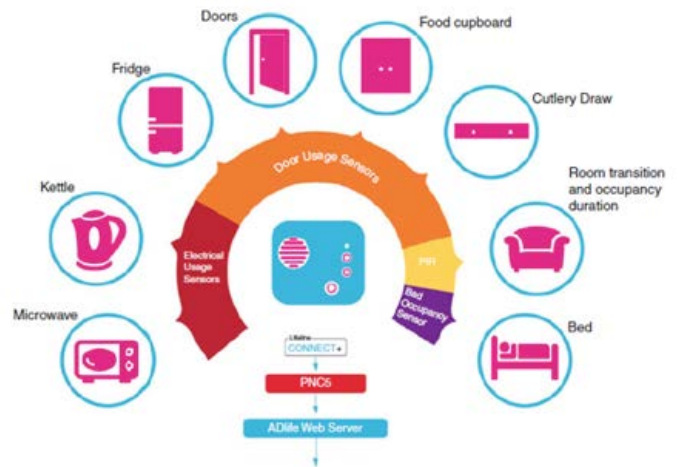 Doors
Food cupboard
Fridge
Cutlery Draw
Door Usage Sensors
Room transition
and occupancy
duration
Kettle
Electrical
Usage
Sensors
PIR
Bed
Occupancy
Sensor
Microwave
Bed
Lifeline
CONNECT+
PNC5
ADlife Web Server